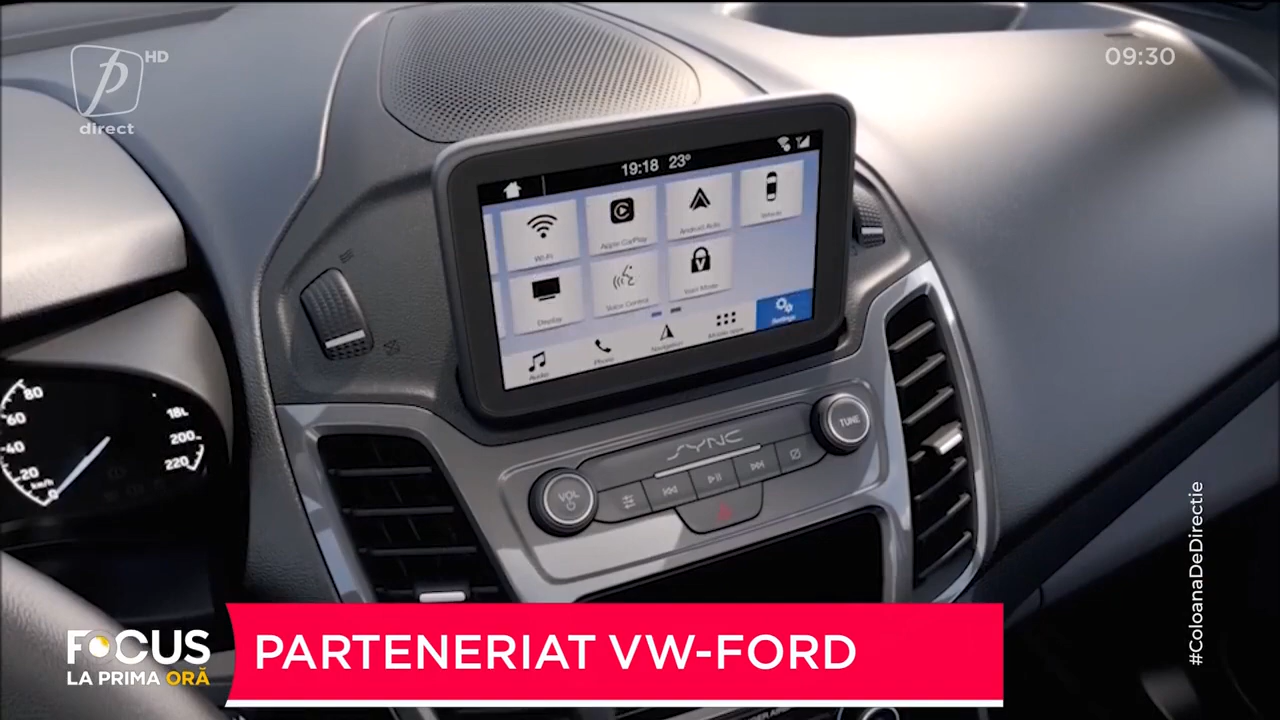 HD
direct
09:30
19:18 23°
Wi-Fi
Apple CarPlay
Android Auto
Vehicle
Display
Voice Control
Valet Mode
Audio
Phone
Navigation
Mobile Apps
Settings
SYNC
VOL
TUNE
80
60
40
20
0
km/h
180
200
220
#ColoanaDeDirectie
FOCUS
LA PRIMA ORĂ
PARTENERIAT VW-FORD